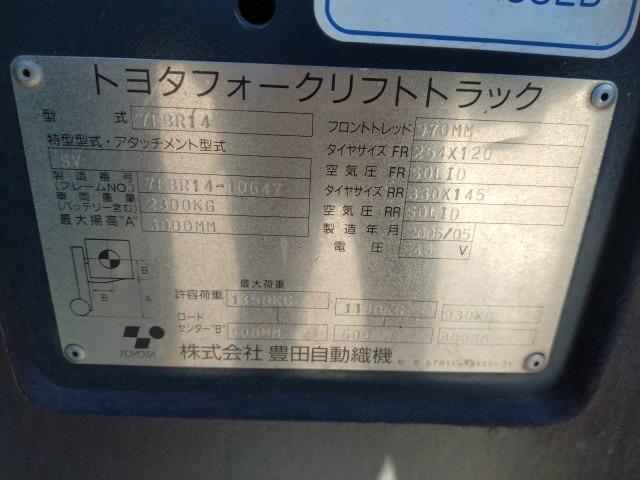 トヨタフォークリフトトラック
型式 7FBR14
特型型式・アタッチメント型式
SV
製造番号
(フレームNO.) 7FBR14-10647
車両重量
(バッテリー含む) 2300KG
最大揚高"A" 3000MM
フロントトレッド 970MM
タイヤサイズ FR 254X120
空気圧 FR SOLID
タイヤサイズ RR 330X145
空気圧 RR SOLID
製造年月 2005/05
電圧 48 V
B
B
A
最大荷重
許容荷重 1350KG 1180KG 930KG
ロード
センター"B" 500MM 600MM 800MM
TOYOTA 株式会社 豊田自動織機